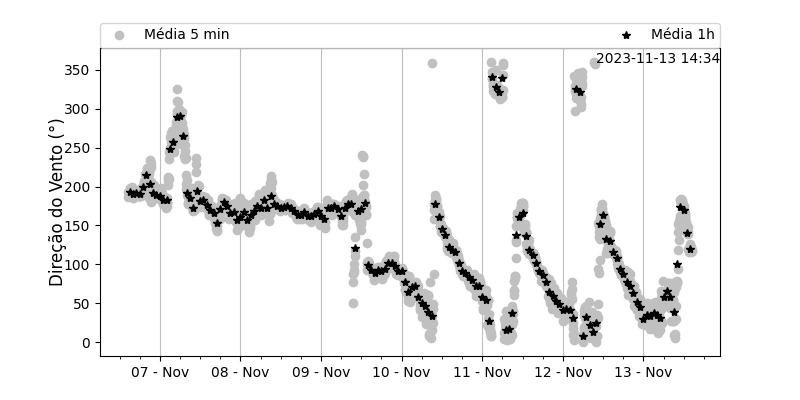 Média 5 min
Média 1h
2023-11-13 14:34
Direção do Vento (°)
350
300
250
200
150
100
50
0
07 - Nov
08 - Nov
09 - Nov
10 - Nov
11 - Nov
12 - Nov
13 - Nov